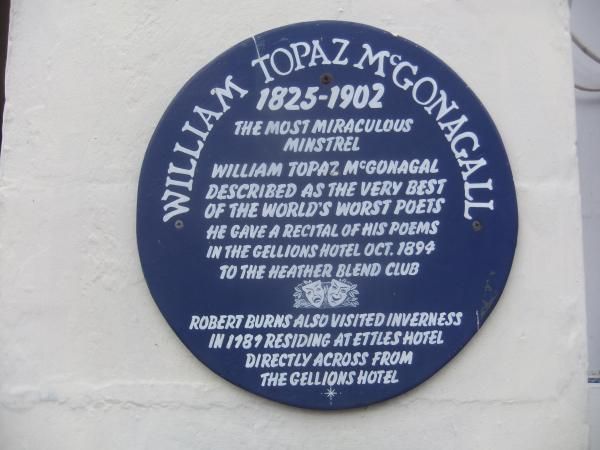 WILLIAM TOPAZ McGONAGALL
1825-1902
THE MOST MIRACULOUS
MINSTREL
WILLIAM TOPAZ McGONAGAL
DESCRIBED AS THE VERY BEST
OF THE WORLD'S WORST POETS
HE GAVE A RECITAL OF HIS POEMS
IN THE GELLIONS HOTEL OCT. 1894
TO THE HEATHER BLEND CLUB
ROBERT BURNS ALSO VISITED INVERNESS
IN 1787 RESIDING AT ETTLES HOTEL
DIRECTLY ACROSS FROM
THE GELLIONS HOTEL